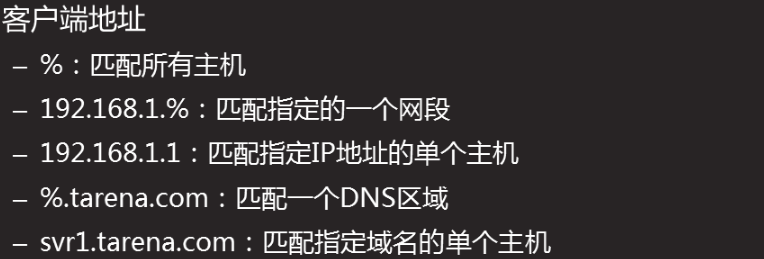 客户端地址
– %：匹配所有主机
– 192.168.1.%：匹配指定的一个网段
– 192.168.1.1：匹配指定IP地址的单个主机
– %.tarena.com：匹配一个DNS区域
– svr1.tarena.com：匹配指定域名的单个主机